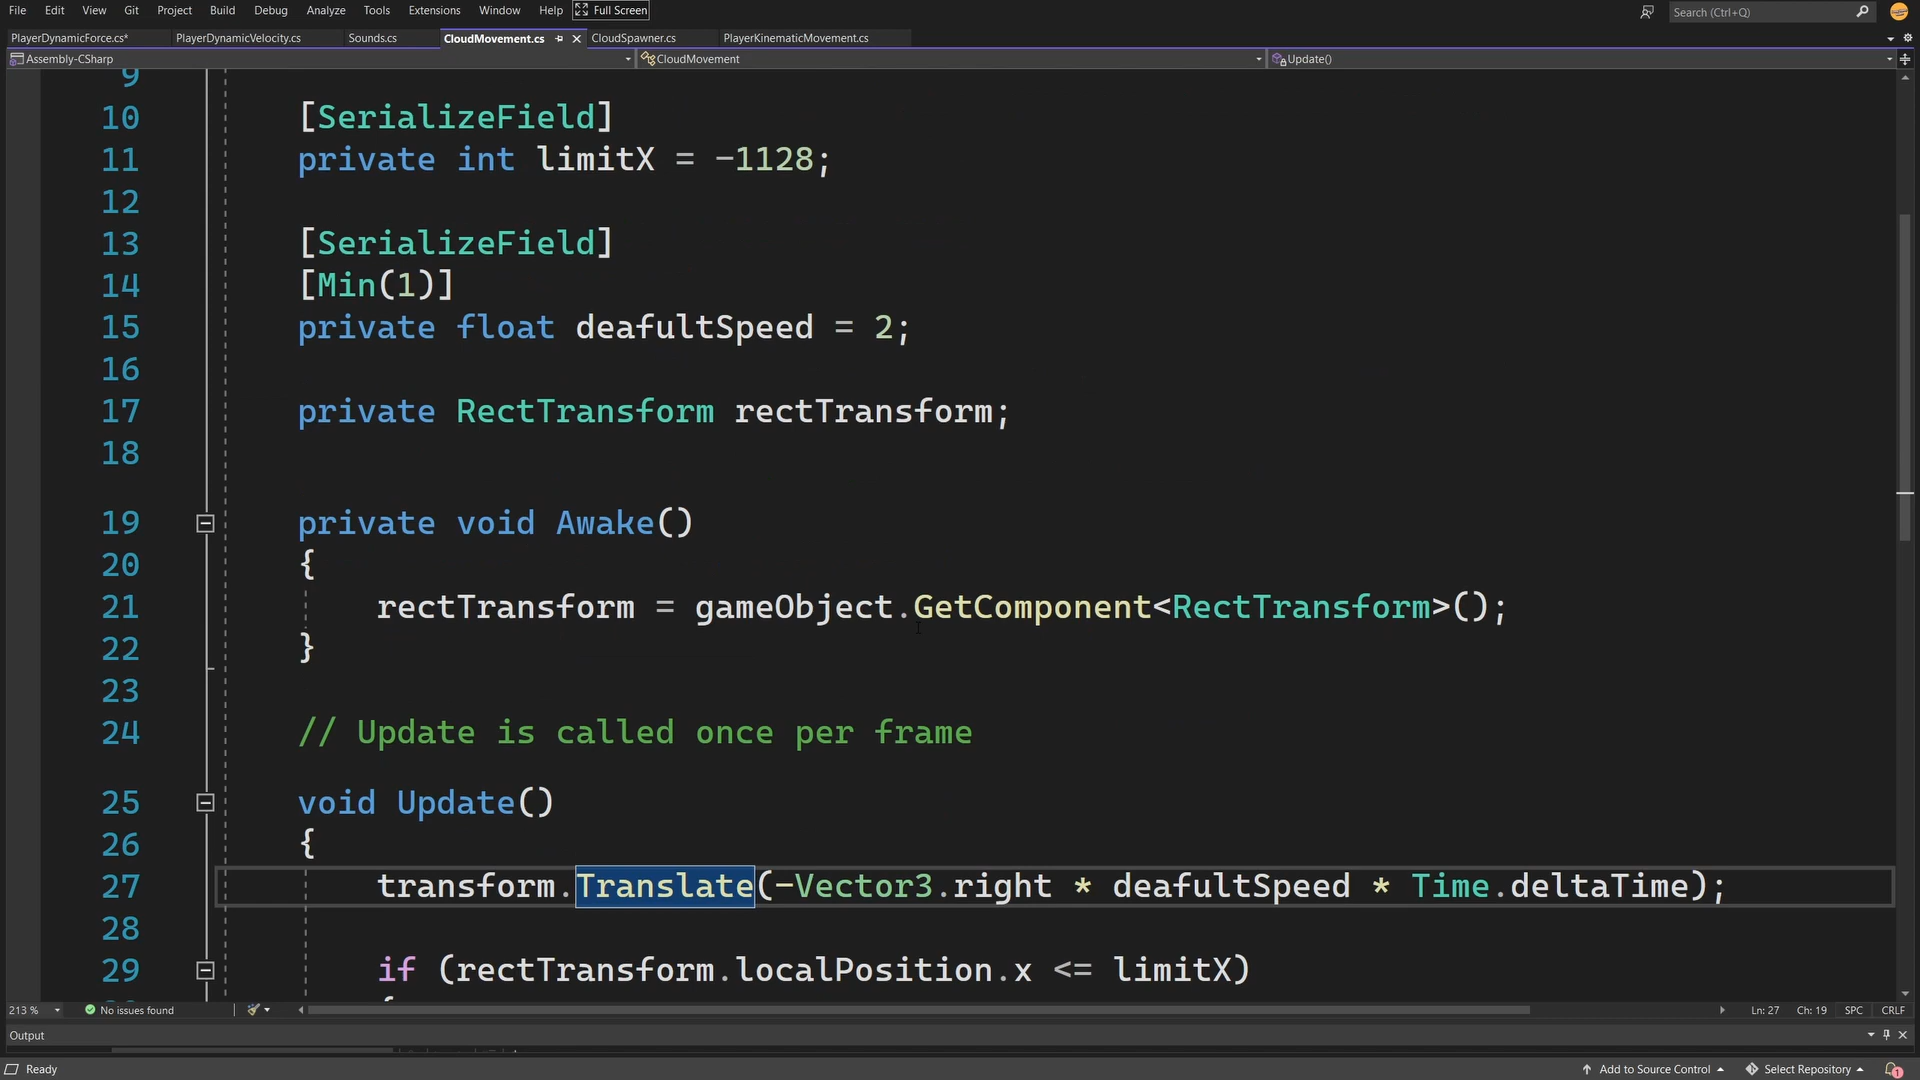 File Edit View Git Project Build Debug Analyze Tools Extensions Window Help Full Screen Search (Ctrl+Q)
PlayerDynamicForce.cs* PlayerDynamicVelocity.cs Sounds.cs CloudMovement.cs CloudSpawner.cs PlayerKinematicMovement.cs
Assembly-CSharp CloudMovement Update()
9
10 [SerializeField]
11 private int limitX = -1128;
12
13 [SerializeField]
14 [Min(1)]
15 private float deafultSpeed = 2;
16
17 private RectTransform rectTransform;
18
19 private void Awake()
20 {
21 rectTransform = gameObject.GetComponent<RectTransform>();
22 }
23
24 // Update is called once per frame
25 void Update()
26 {
27 transform.Translate(-Vector3.right * deafultSpeed * Time.deltaTime);
28
29 if (rectTransform.localPosition.x <= limitX)
213 % No issues found Ln: 27 Ch: 19 SPC CRLF
Output
Ready Add to Source Control Select Repository 1